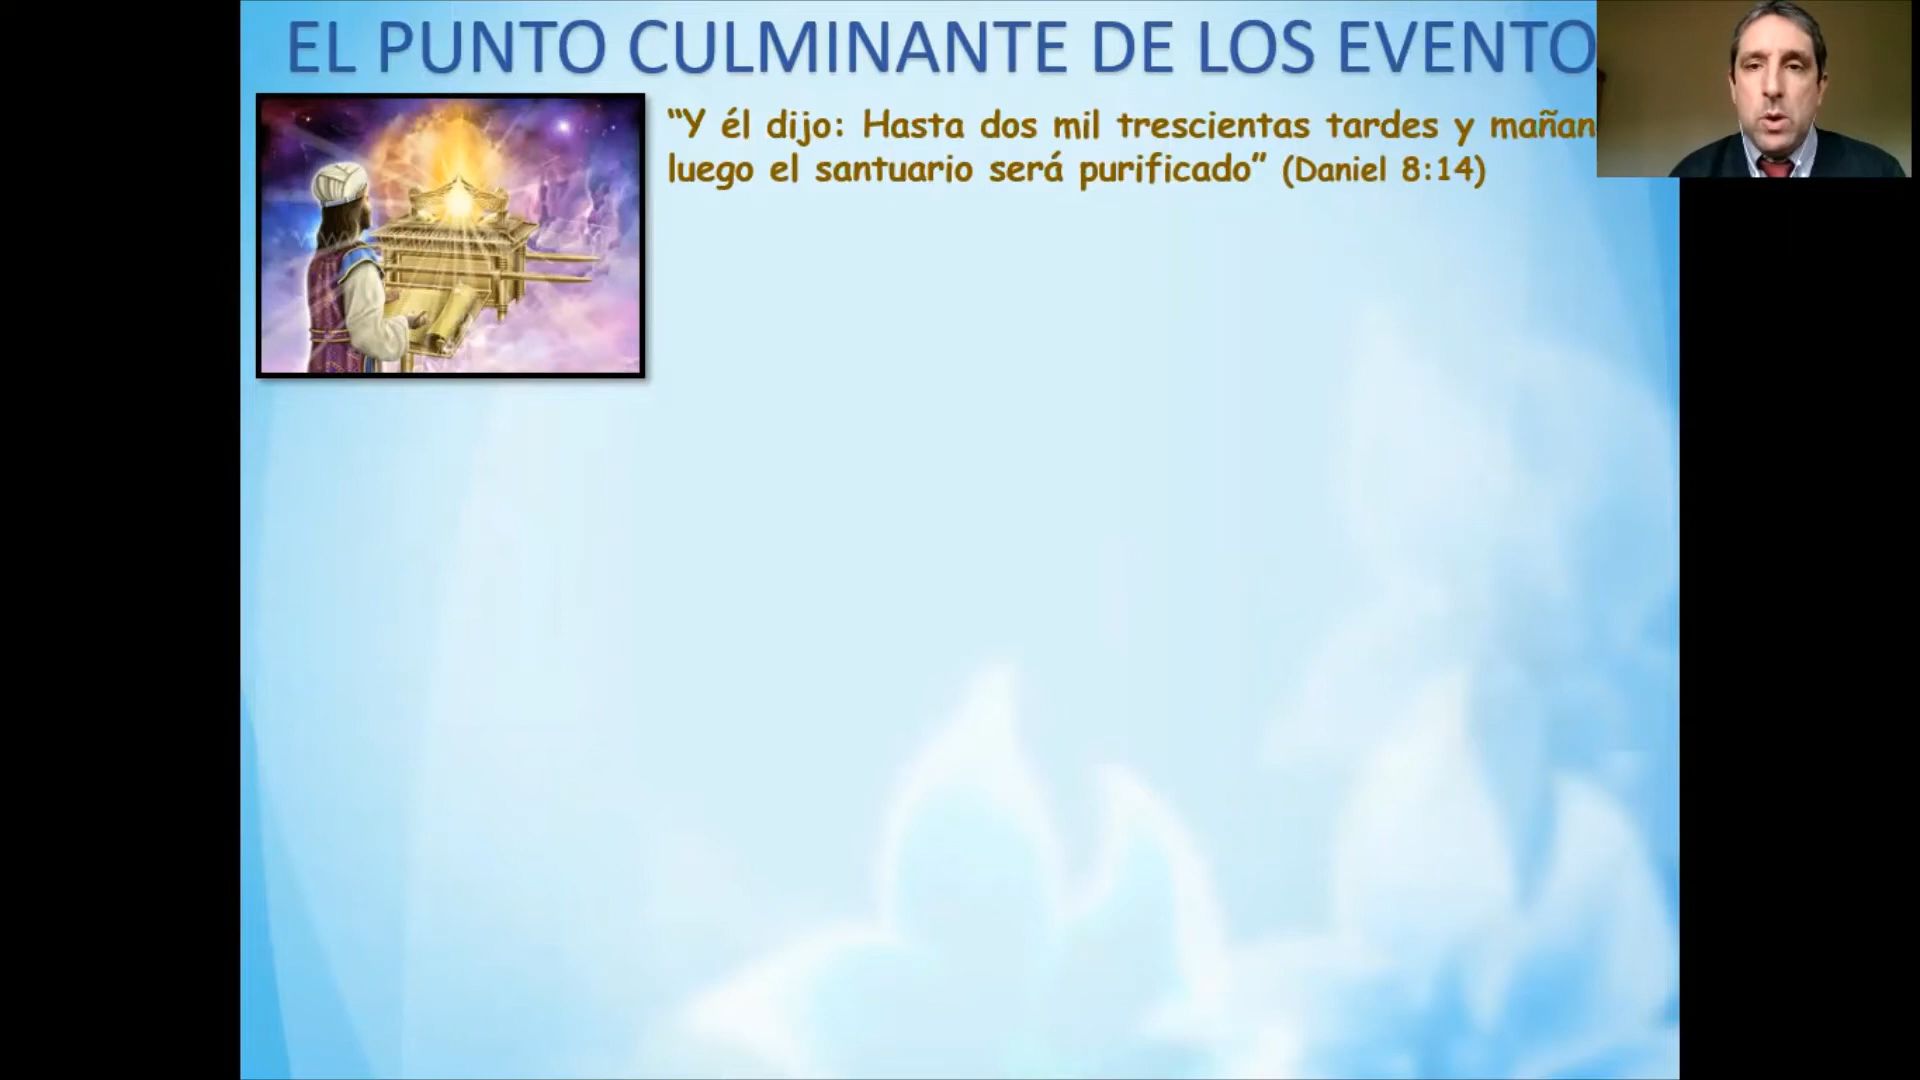 EL PUNTO CULMINANTE DE LOS EVENTO
“Y él dijo: Hasta dos mil trescientas tardes y mañan
luego el santuario será purificado” (Daniel 8:14)